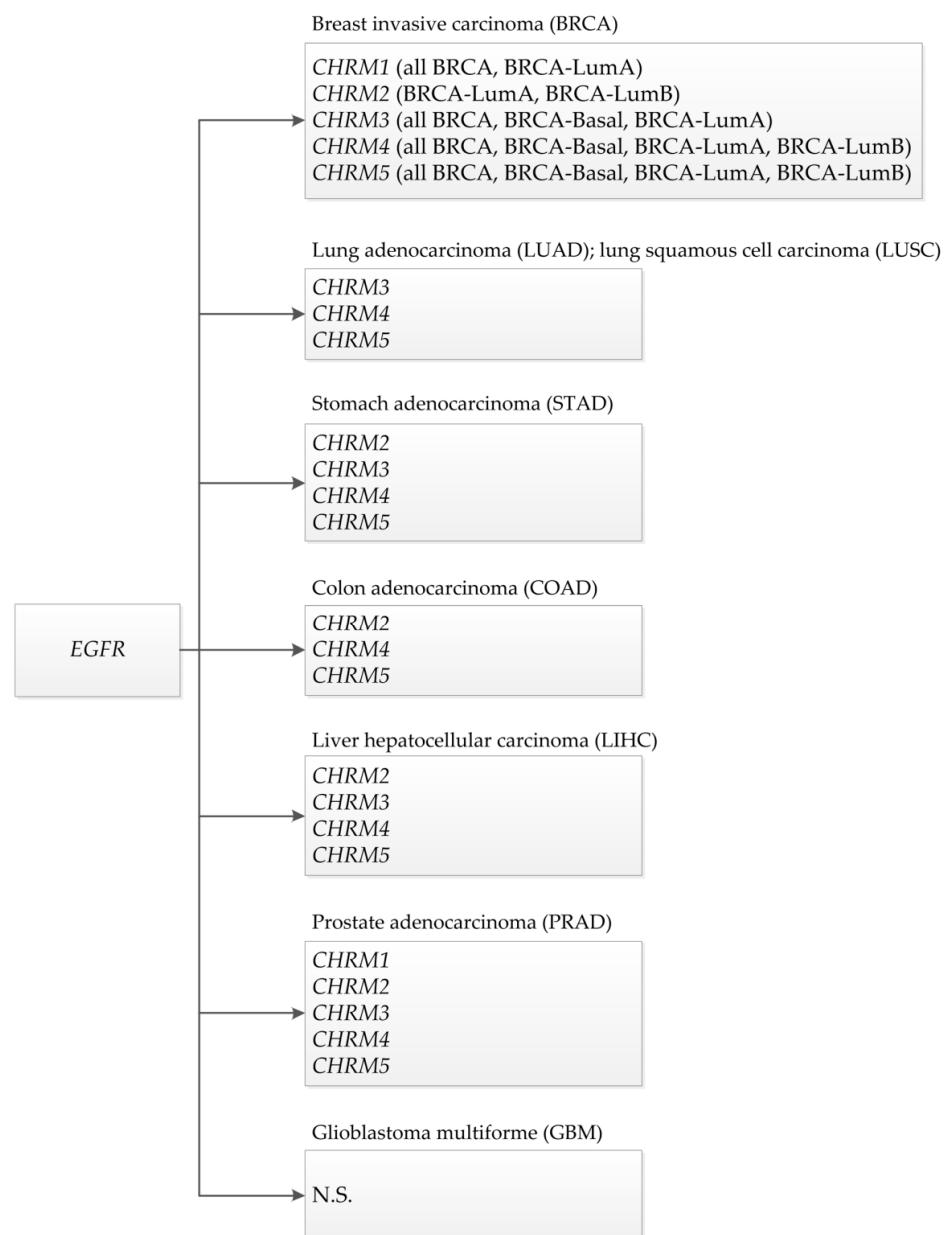 Breast invasive carcinoma (BRCA)
CHRM1 (all BRCA, BRCA-LumA)
CHRM2 (BRCA-LumA, BRCA-LumB)
CHRM3 (all BRCA, BRCA-Basal, BRCA-LumA)
CHRM4 (all BRCA, BRCA-Basal, BRCA-LumA, BRCA-LumB)
CHRM5 (all BRCA, BRCA-Basal, BRCA-LumA, BRCA-LumB)
Lung adenocarcinoma (LUAD); lung squamous cell carcinoma (LUSC)
CHRM3
CHRM4
CHRM5
Stomach adenocarcinoma (STAD)
CHRM2
CHRM3
CHRM4
CHRM5
Colon adenocarcinoma (COAD)
CHRM2
CHRM4
CHRM5
EGFR
Liver hepatocellular carcinoma (LIHC)
CHRM2
CHRM3
CHRM4
CHRM5
Prostate adenocarcinoma (PRAD)
CHRM1
CHRM2
CHRM3
CHRM4
CHRM5
Glioblastoma multiforme (GBM)
N.S.